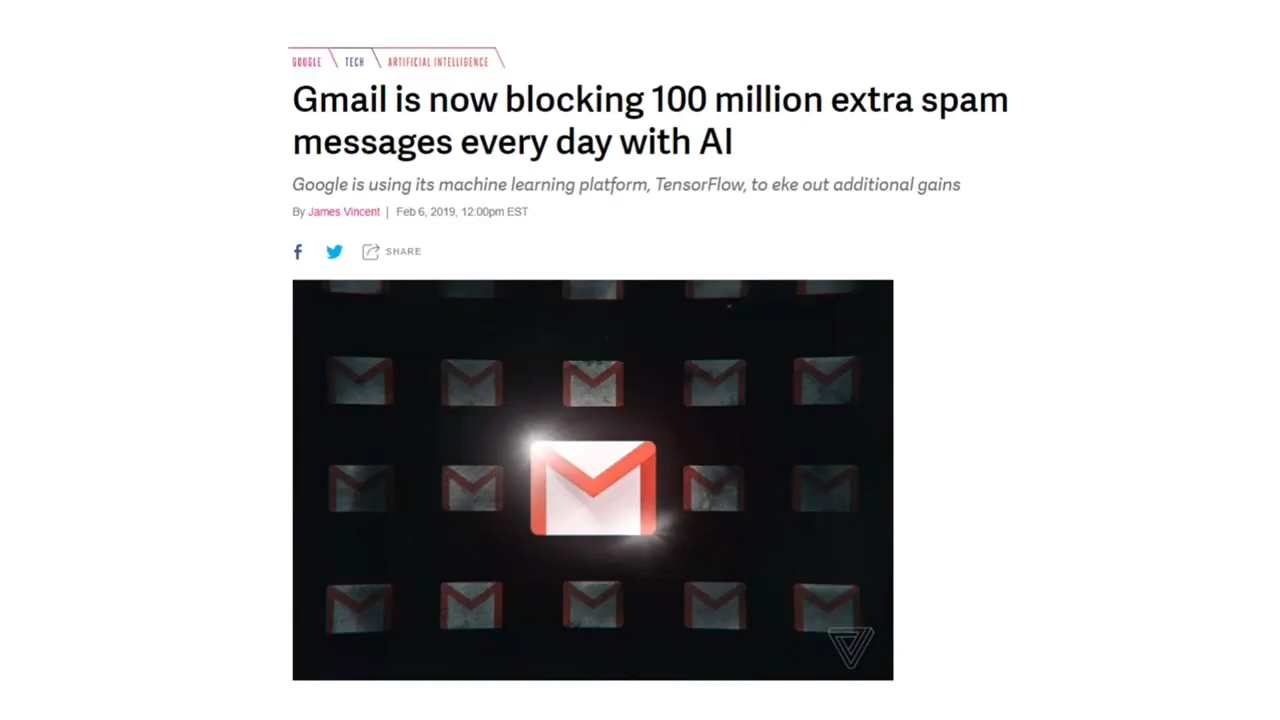 GOOGLE TECH ARTIFICIAL INTELLIGENCE
Gmail is now blocking 100 million extra spam
messages every day with AI
Google is using its machine learning platform, TensorFlow, to eke out additional gains
By James Vincent | Feb 6, 2019, 12:00pm EST
SHARE